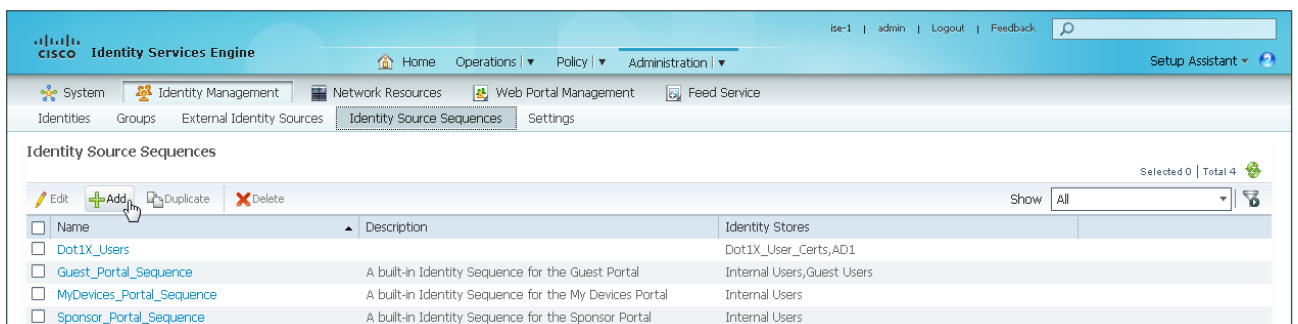 ise-1 | admin | Logout | Feedback
CISCO Identity Services Engine
Home Operations | Policy | Administration | Setup Assistant
System Identity Management Network Resources Web Portal Management Feed Service
Identities Groups External Identity Sources Identity Source Sequences Settings
Identity Source Sequences
Selected 0 | Total 4
Edit Add Duplicate Delete Show All
Name Description Identity Stores
Dot1X_Users Dot1X_User_Certs,AD1
Guest_Portal_Sequence A built-in Identity Sequence for the Guest Portal Internal Users,Guest Users
MyDevices_Portal_Sequence A built-in Identity Sequence for the My Devices Portal Internal Users
Sponsor_Portal_Sequence A built-in Identity Sequence for the Sponsor Portal Internal Users